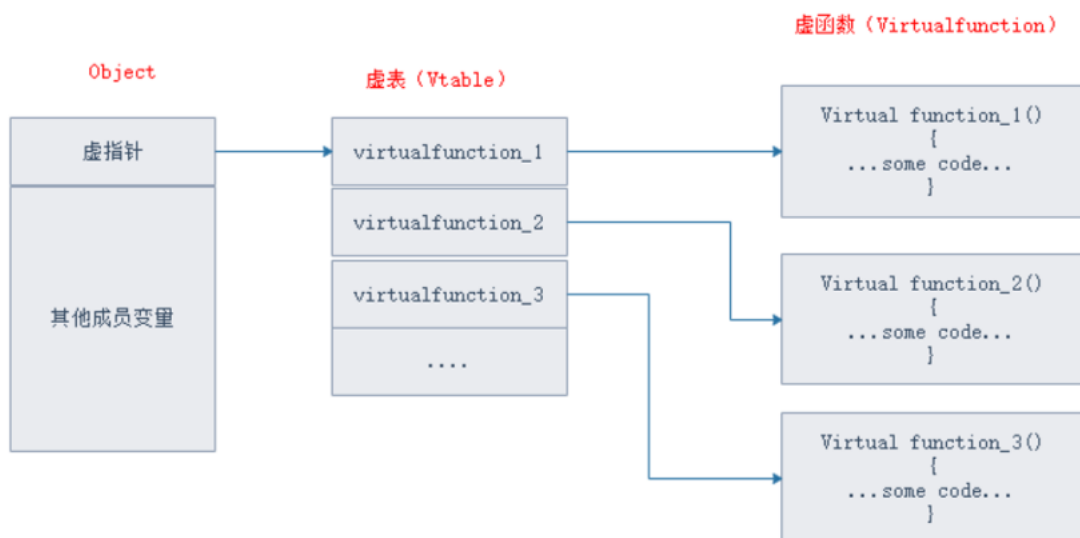 虚函数（Virtualfunction）
Object
虚表（Vtable）
虚指针
其他成员变量
virtualfunction_1
virtualfunction_2
virtualfunction_3
....
Virtual function_1()
{
...some code...
}
Virtual function_2()
{
...some code...
}
Virtual function_3()
{
...some code...
}